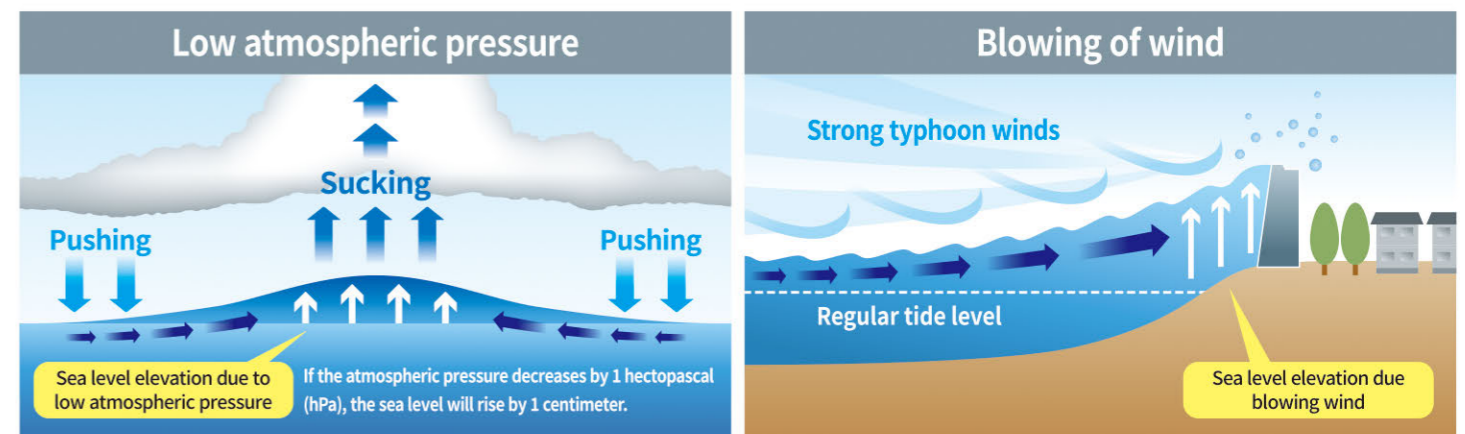 Low atmospheric pressure
Sucking
Pushing
Pushing
Sea level elevation due to
low atmospheric pressure
If the atmospheric pressure decreases by 1 hectopascal
(hPa), the sea level will rise by 1 centimeter.
Blowing of wind
Strong typhoon winds
Regular tide level
Sea level elevation due
blowing wind